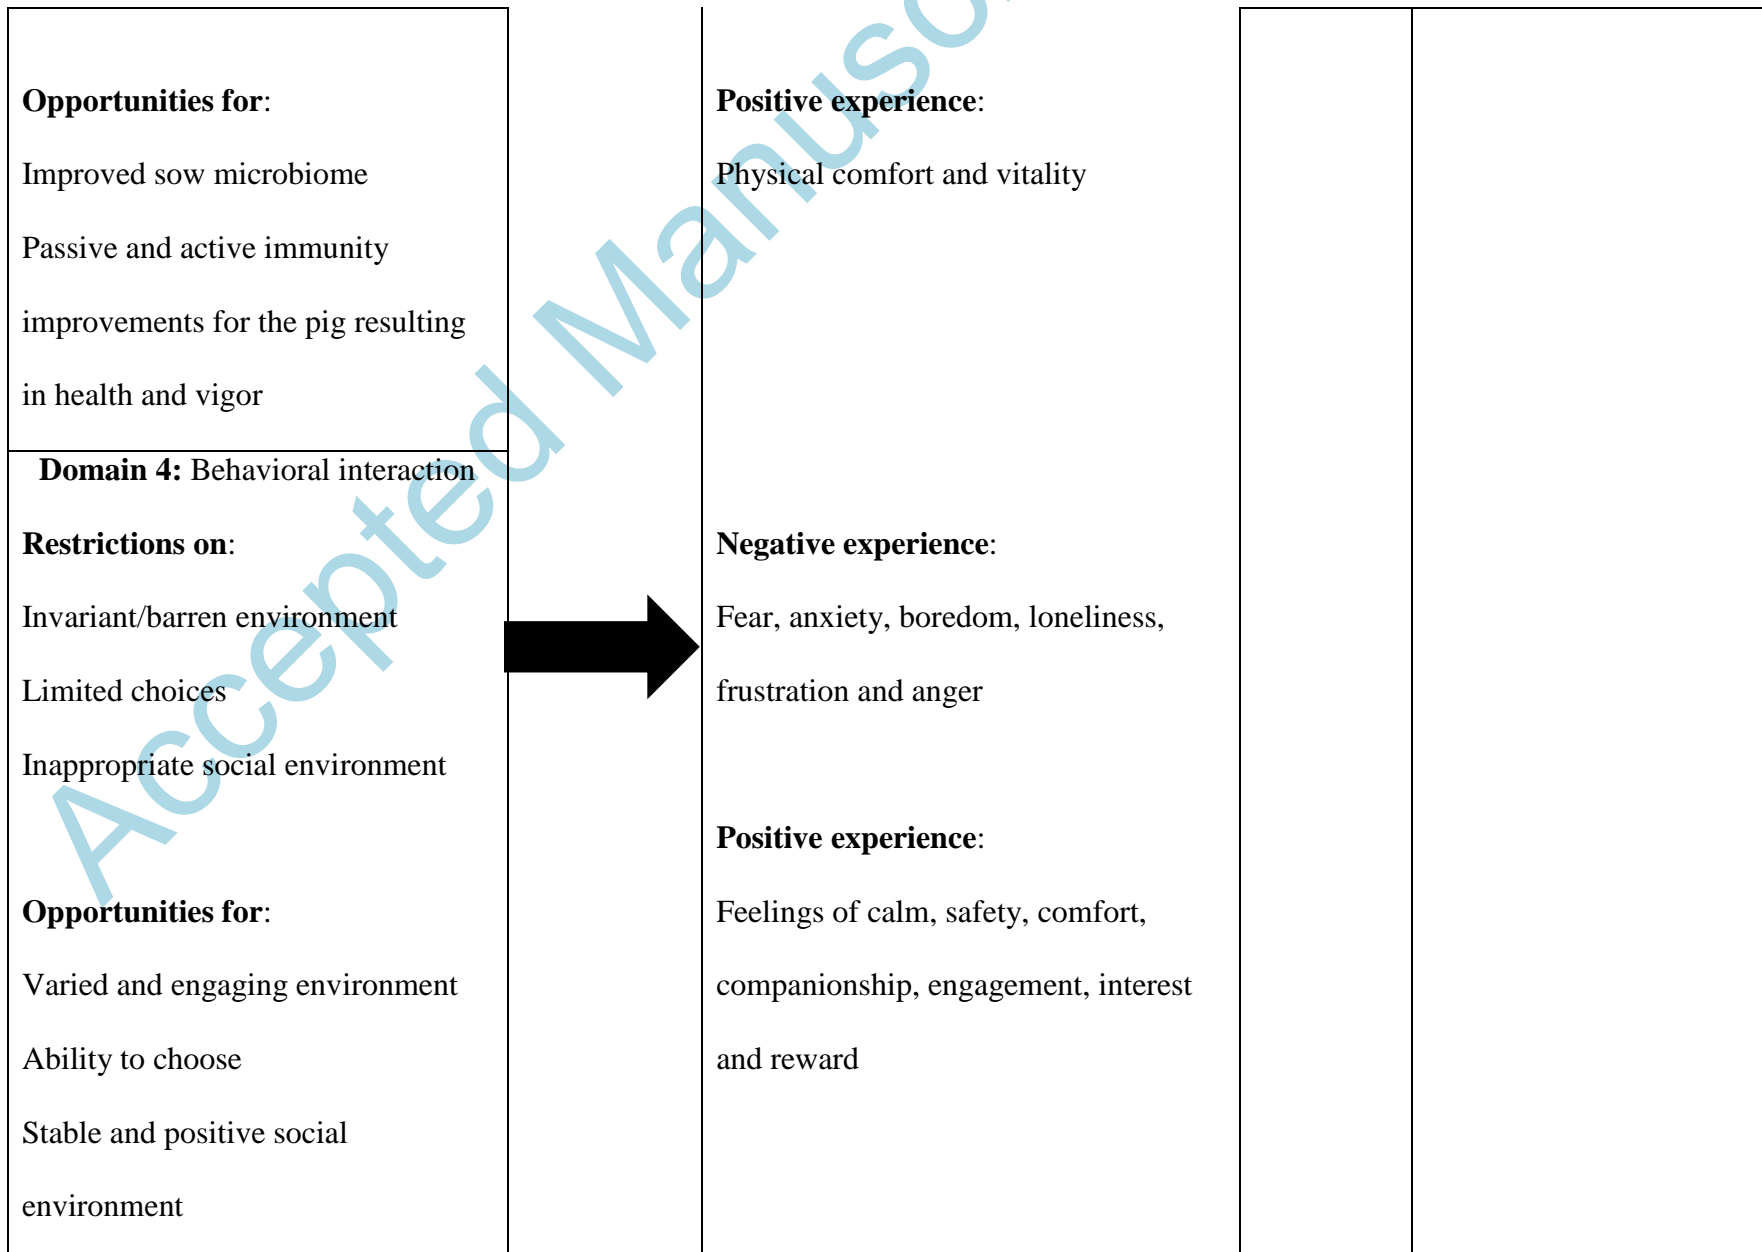 Opportunities for:
Improved sow microbiome
Passive and active immunity
improvements for the pig resulting
in health and vigor
Positive experience:
Physical comfort and vitality
Domain 4: Behavioral interaction
Restrictions on:
Invariant/barren environment
Limited choices
Inappropriate social environment
Opportunities for:
Varied and engaging environment
Ability to choose
Stable and positive social
environment
Negative experience:
Fear, anxiety, boredom, loneliness,
frustration and anger
Positive experience:
Feelings of calm, safety, comfort,
companionship, engagement, interest
and reward
Accepted Manus